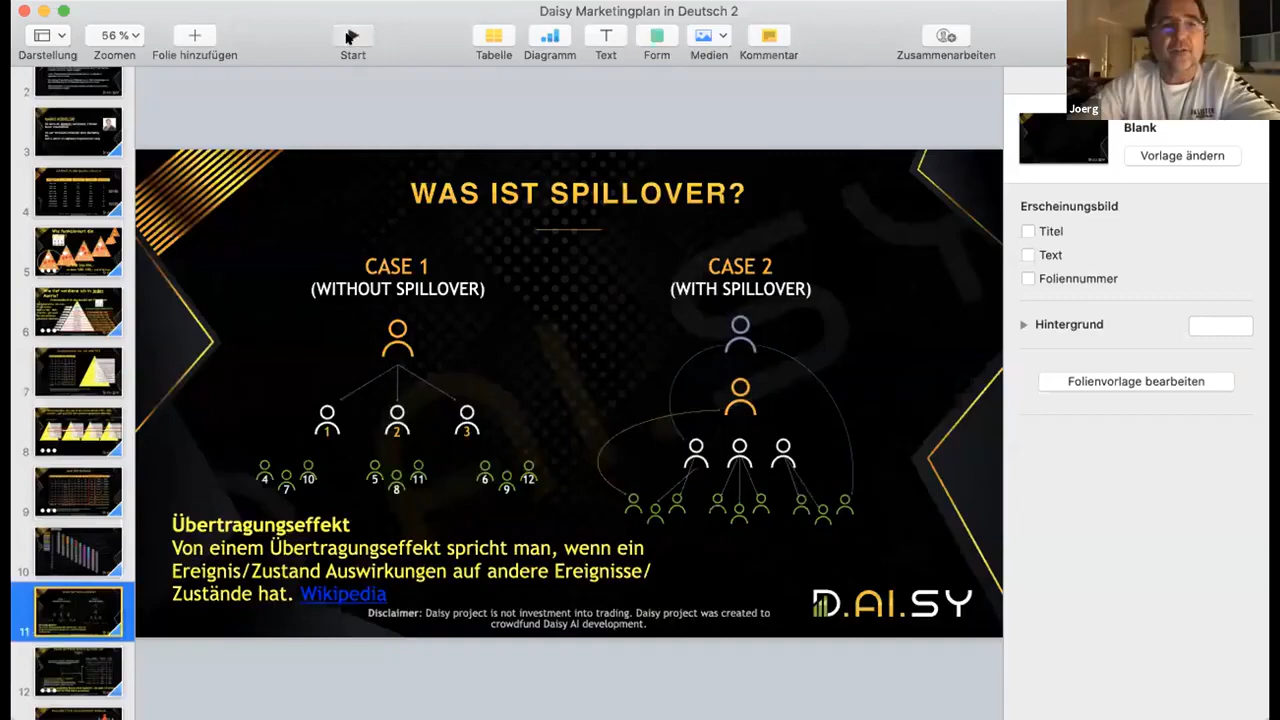 Daisy Marketingplan in Deutsch 2
56 %
Darstellung
Zoomen
Folie hinzufügen
Start
Tabelle
Diagramm
Text
Form
Medien
Kommentar
Zusammenarbeiten
Joerg
2
3
4
5
6
7
8
9
10
11
12
WAS IST SPILLOVER?
CASE 1
(WITHOUT SPILLOVER)
CASE 2
(WITH SPILLOVER)
1
2
3
4
7
10
5
8
11
6
9
12
Übertragungseffekt
Von einem Übertragungseffekt spricht man, wenn ein
Ereignis/Zustand Auswirkungen auf andere Ereignisse/
Zustände hat. Wikipedia
Disclaimer: Daisy project is not investment into trading. Daisy project was created to
crowdfund Daisy AI development.
D.AI.SY
Blank
Vorlage ändern
Erscheinungsbild
Titel
Text
Foliennummer
Hintergrund
Folienvorlage bearbeiten